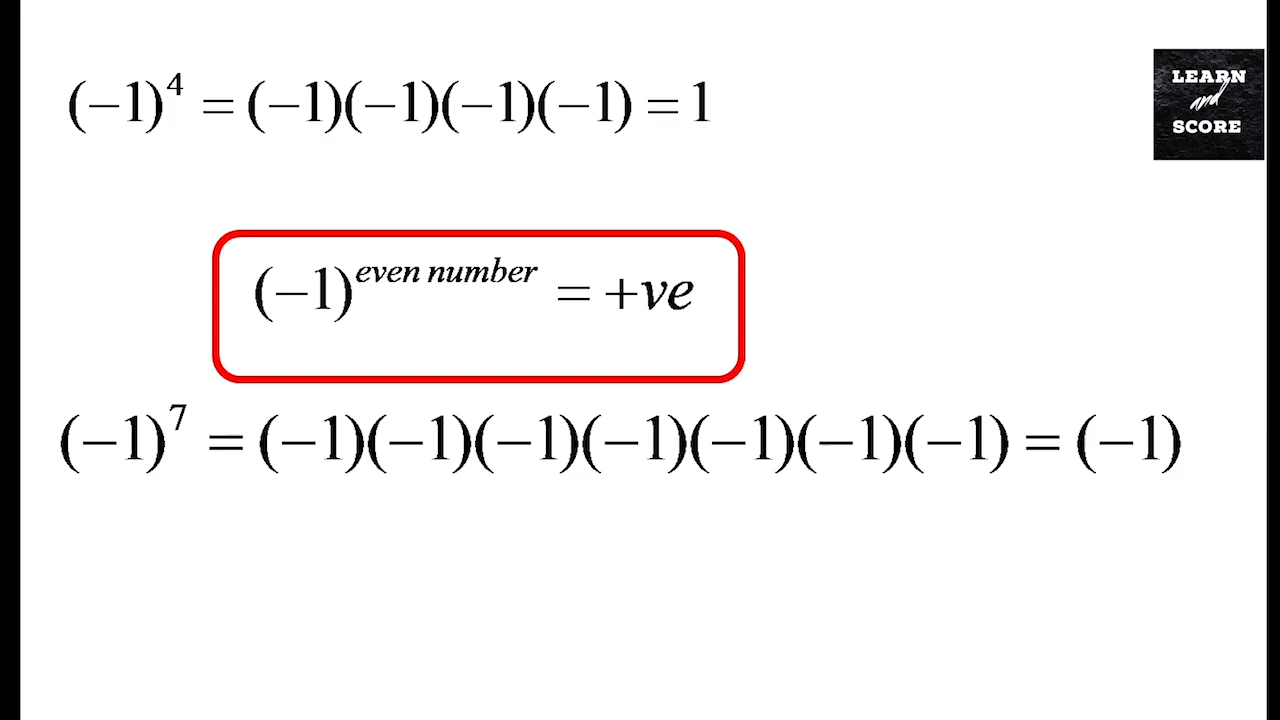 (−1)⁴ = (−1)(−1)(−1)(−1) = 1
LEARN
and
SCORE
(−1)^even number = +ve
(−1)⁷ = (−1)(−1)(−1)(−1)(−1)(−1)(−1) = (−1)